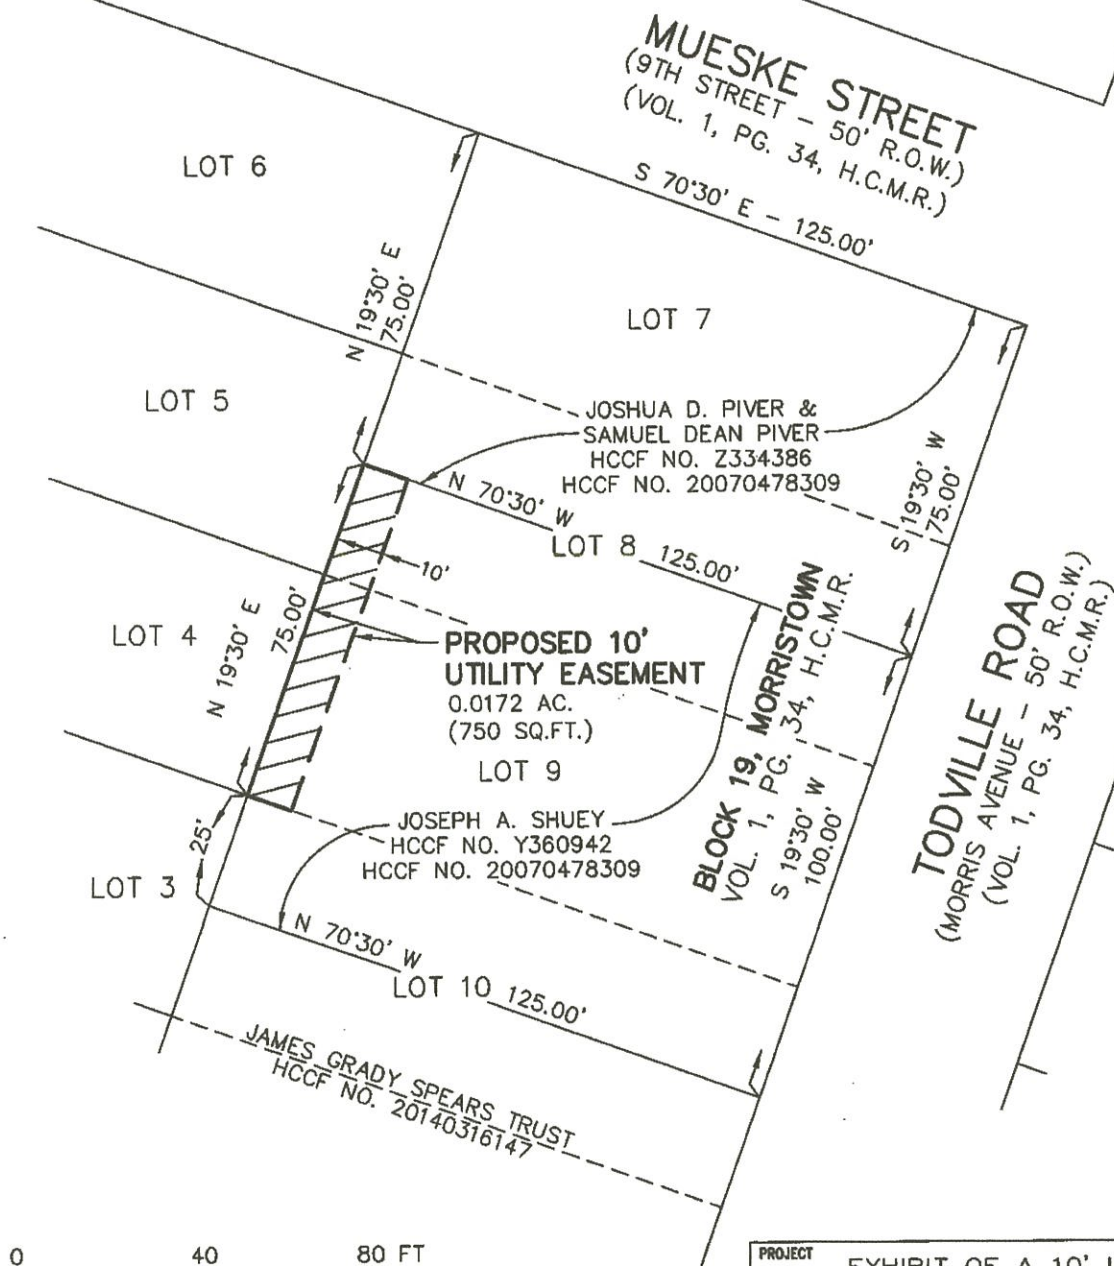 MUESKE STREET
(9TH STREET - 50' R.O.W.)
(VOL. 1, PG. 34, H.C.M.R.)
S 70°30' E - 125.00'
LOT 6
N 19°30' E
75.00'
LOT 7
LOT 5
JOSHUA D. PIVER &
SAMUEL DEAN PIVER
HCCF NO. Z334386
HCCF NO. 20070478309
S 19°30' W
75.00'
N 70°30' W
LOT 8
125.00'
10'
LOT 4
N 19°30' E
75.00'
PROPOSED 10'
UTILITY EASEMENT
0.0172 AC.
(750 SQ.FT.)
LOT 9
BLOCK 19, MORRISTOWN
VOL. 1, PG. 34, H.C.M.R.
S 19°30' W
100.00'
TODVILLE ROAD
(MORRIS AVENUE - 50' R.O.W.)
(VOL. 1, PG. 34, H.C.M.R.)
JOSEPH A. SHUEY
HCCF NO. Y360942
HCCF NO. 20070478309
25'
LOT 3
N 70°30' W
LOT 10
125.00'
JAMES GRADY SPEARS TRUST
HCCF NO. 20140316147
0 40 80 FT
PROJECT
EXHIBIT OF A 10'